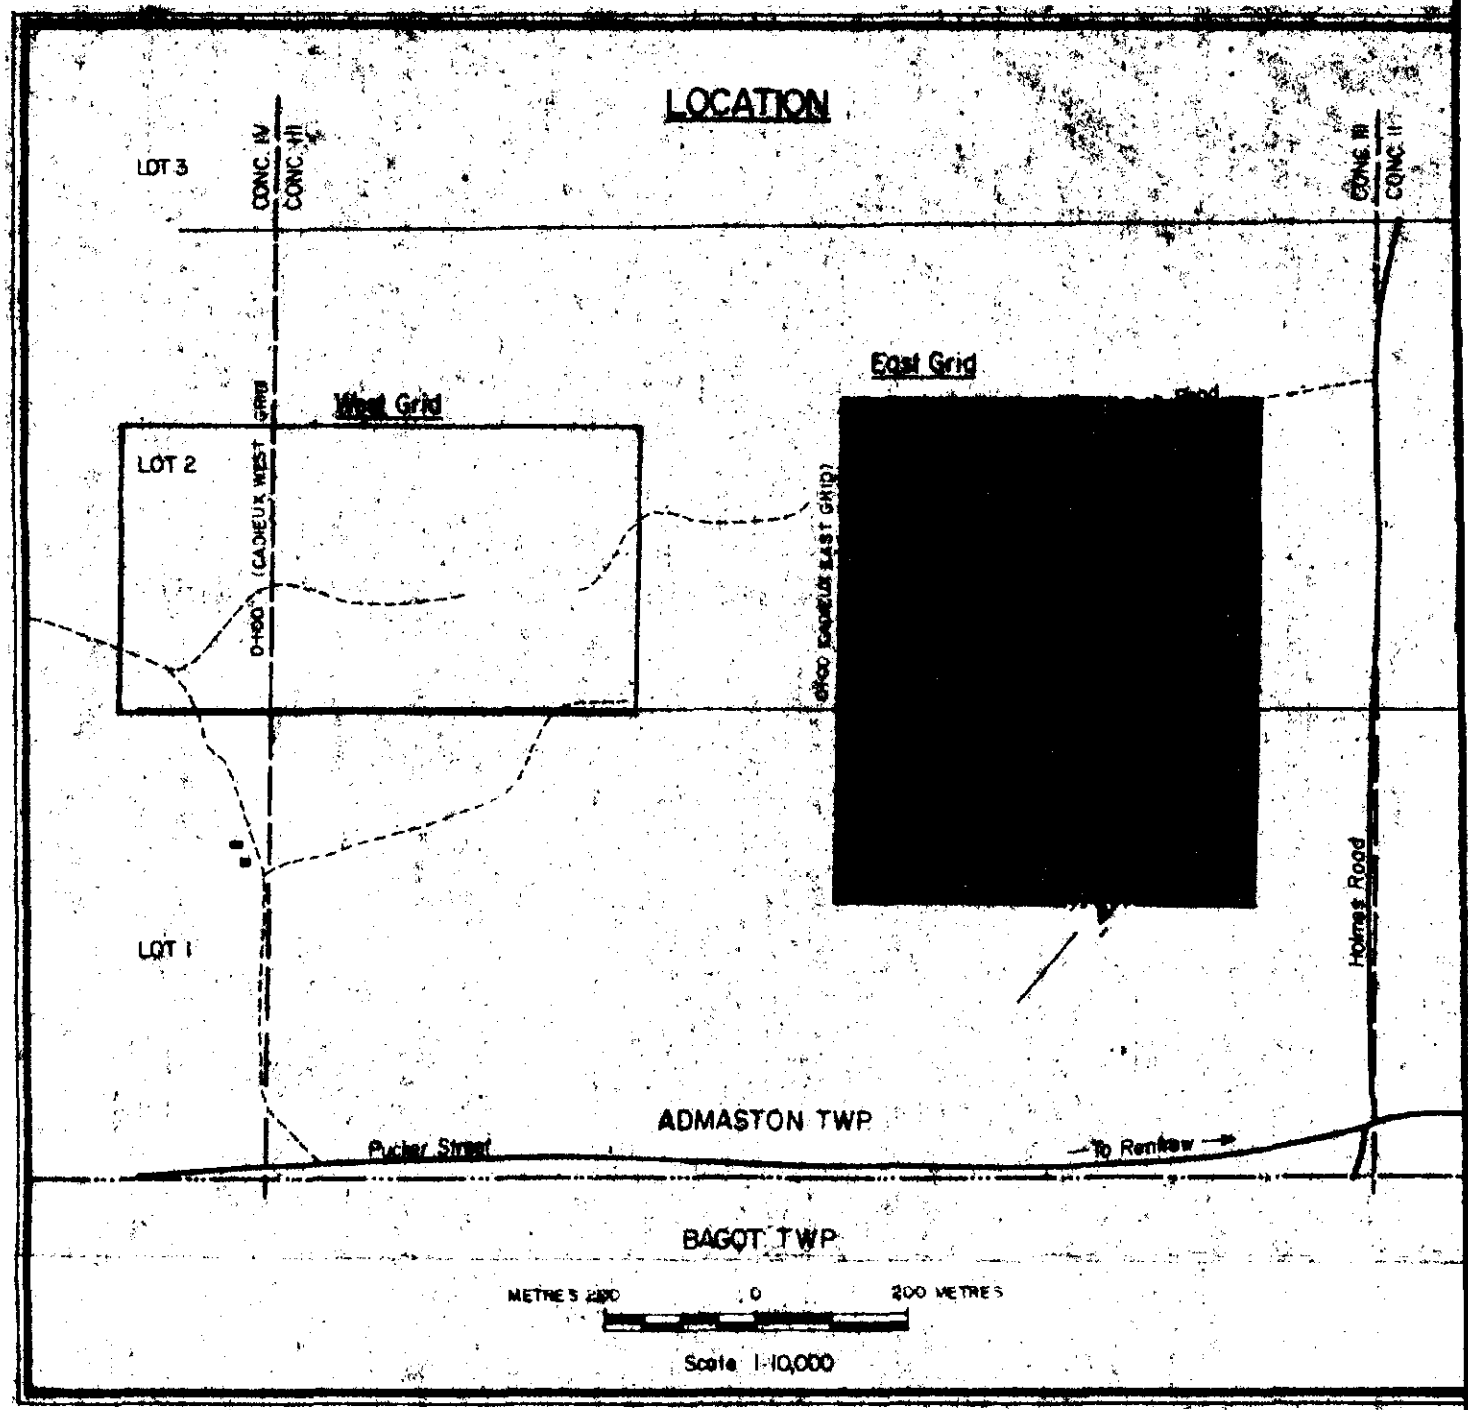 LOCATION
LOT 3
CONC. IV
CONC. III
CONC. III
CONC. II
East Grid
West Grid
LOT 2
0+00 (CADIEUX WEST GRID)
0+00 (CADIEUX EAST GRID)
Holmes Road
LOT 1
ADMASTON TWP
Pucker Street
To Renfrew
BAGOT TWP
METRES 200 0 200 METRES
Scale 1:10,000